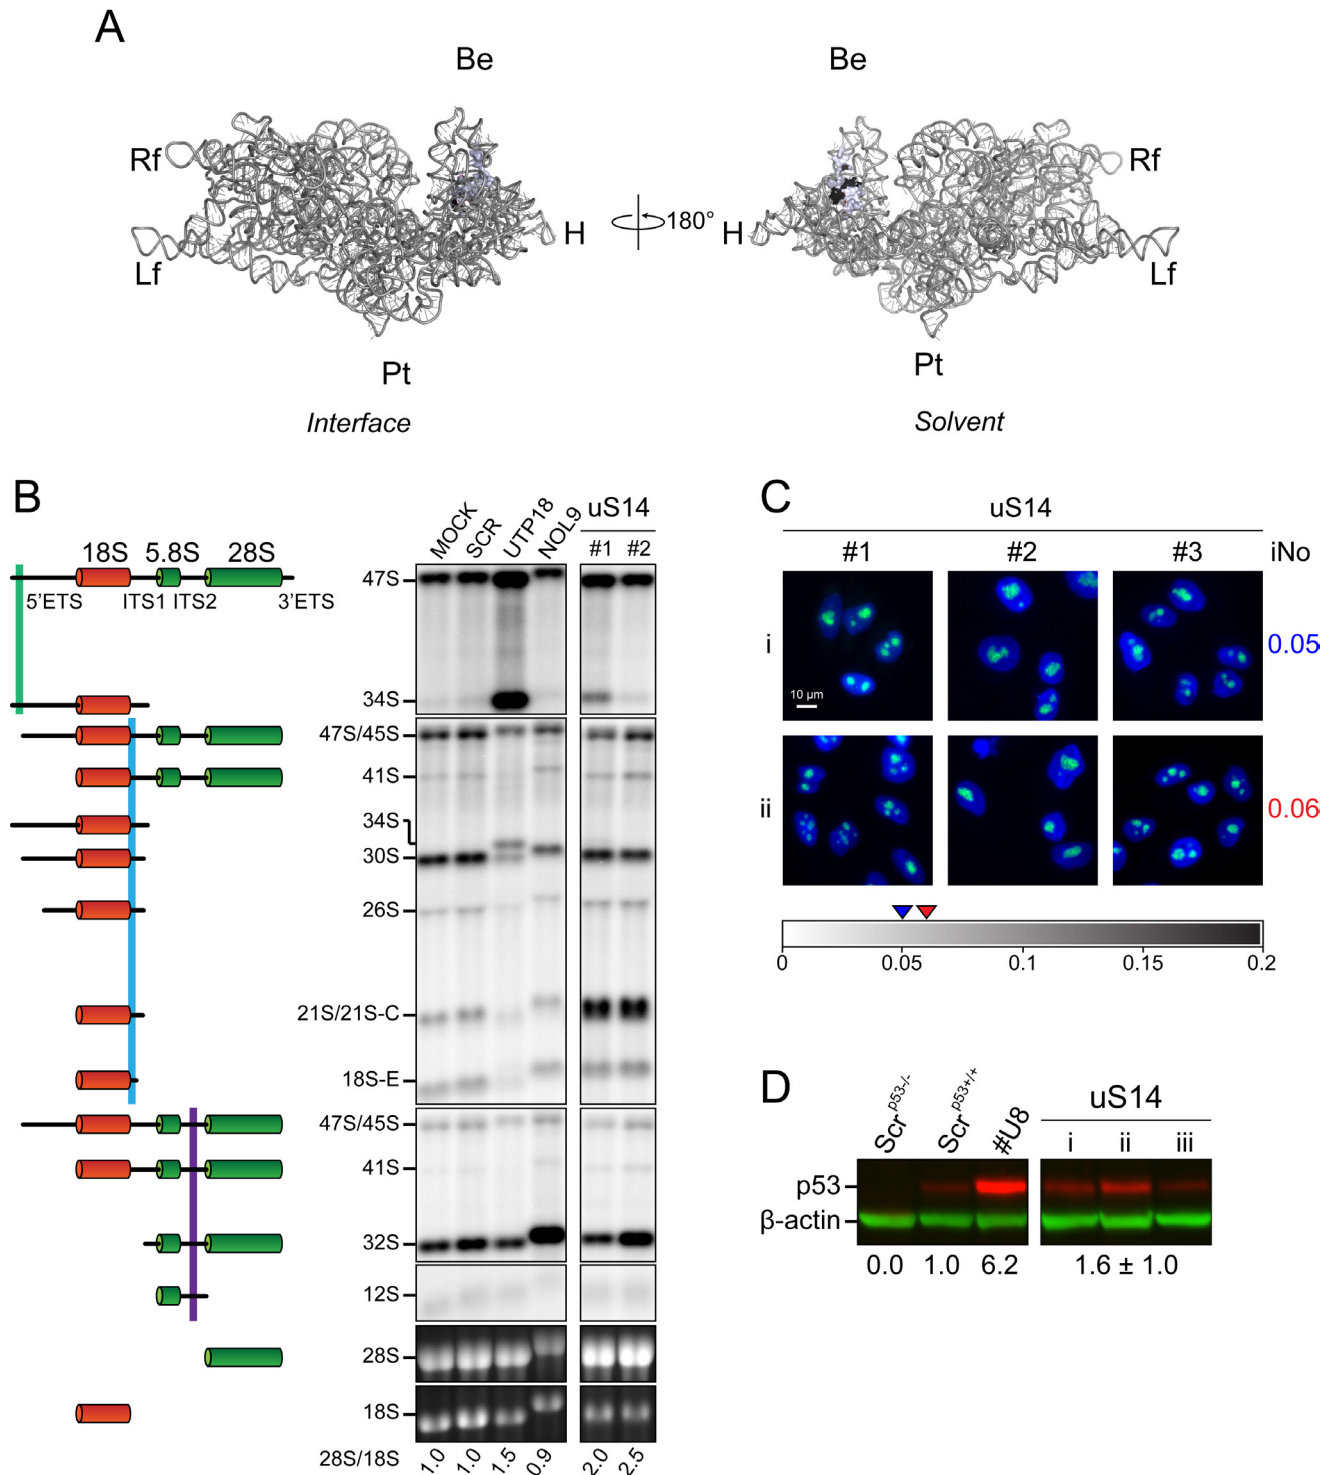 A
Be
Be
Rf
Rf
H
180°
H
Lf
Lf
Pt
Pt
Interface
Solvent
B
MOCK
SCR
UTP18
NOL9
uS14
#1 #2
18S 5.8S 28S
5'ETS ITS1 ITS2 3'ETS
47S
34S
47S/45S
41S
34S
30S
26S
21S/21S-C
18S-E
47S/45S
41S
32S
12S
28S
18S
28S/18S 1.0 1.0 1.5 0.9 2.0 2.5
C
uS14
#1 #2 #3 iNo
i 0.05
10 µm
ii 0.06
0 0.05 0.1 0.15 0.2
D
Scr p53-/-
Scr p53+/+
#U8
uS14
i ii iii
p53
β-actin
0.0 1.0 6.2 1.6 ± 1.0